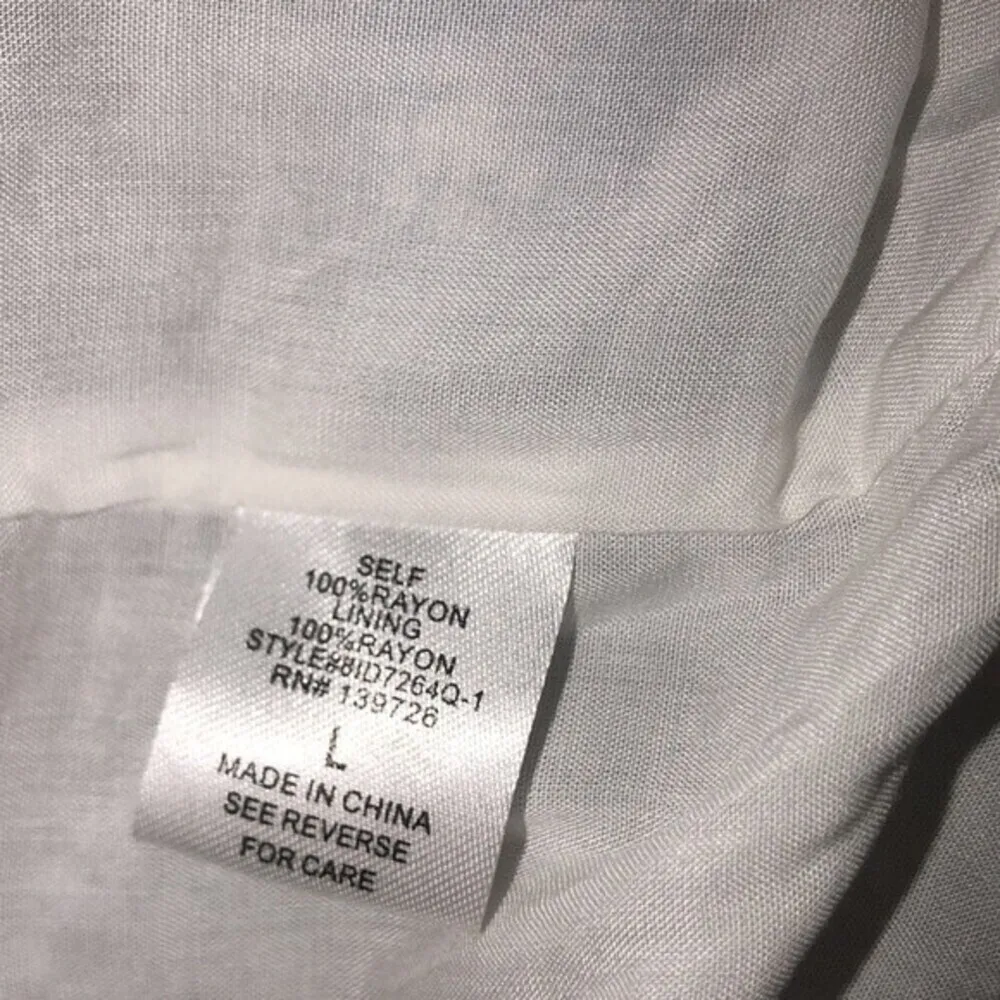 SELF
100%RAYON
LINING
100%RAYON
STYLE#8ID7264Q-1
RN# 139726
L
MADE IN CHINA
SEE REVERSE
FOR CARE